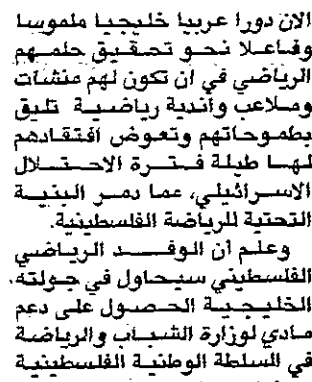 الآن دورا عربيا خليجيا ملموسا
وفاعلا نحو تحقيق حلمهم
الرياضي في ان تكون لهم منشآت
وملاعب وأندية رياضية تليق
بطموحاتهم وتعوض افتقادهم
لها طيلة فترة الاحتلال
الاسرائيلي، عما دمر البنية
التحتية للرياضة الفلسطينية.
وعلم أن الوفد الرياضي
الفلسطيني سيحاول في جولته
الخليجية الحصول على دعم
مادي لوزارة الشباب والرياضة
في السلطة الوطنية الفلسطينية